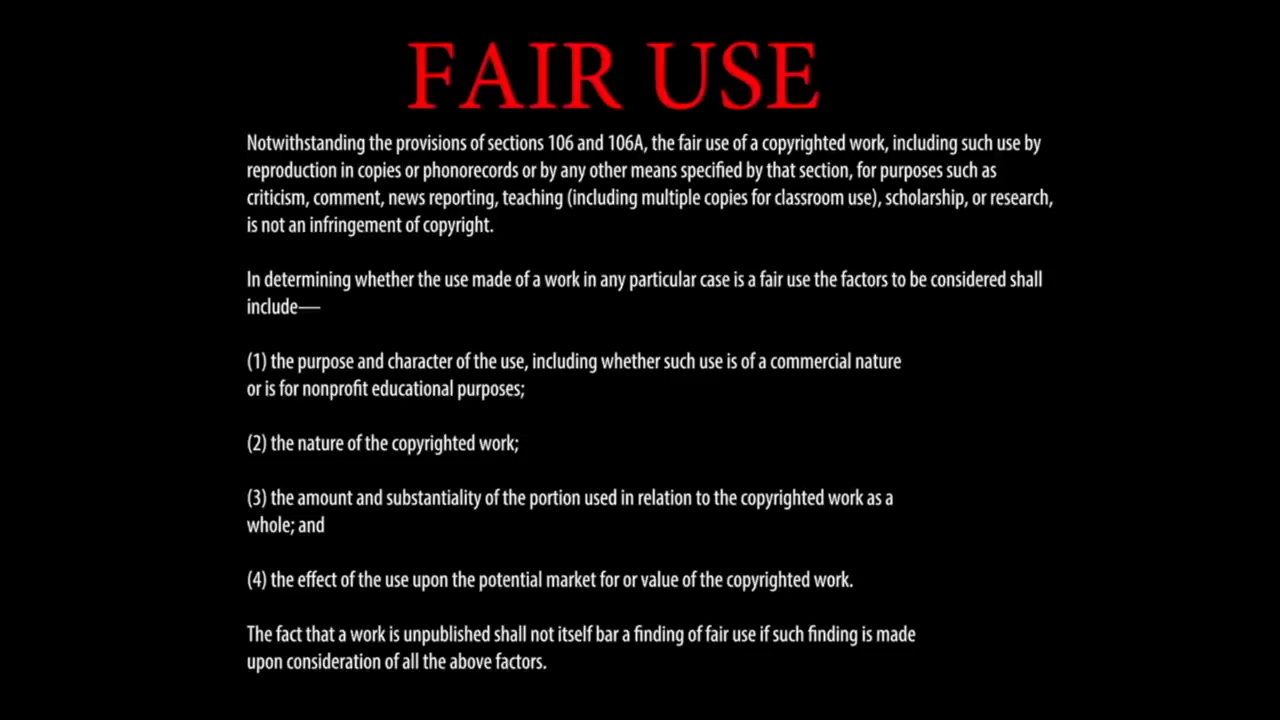 FAIR USE
Notwithstanding the provisions of sections 106 and 106A, the fair use of a copyrighted work, including such use by
reproduction in copies or phonorecords or by any other means specified by that section, for purposes such as
criticism, comment, news reporting, teaching (including multiple copies for classroom use), scholarship, or research,
is not an infringement of copyright.
In determining whether the use made of a work in any particular case is a fair use the factors to be considered shall
include—
(1) the purpose and character of the use, including whether such use is of a commercial nature
or is for nonprofit educational purposes;
(2) the nature of the copyrighted work;
(3) the amount and substantiality of the portion used in relation to the copyrighted work as a
whole; and
(4) the effect of the use upon the potential market for or value of the copyrighted work.
The fact that a work is unpublished shall not itself bar a finding of fair use if such finding is made
upon consideration of all the above factors.